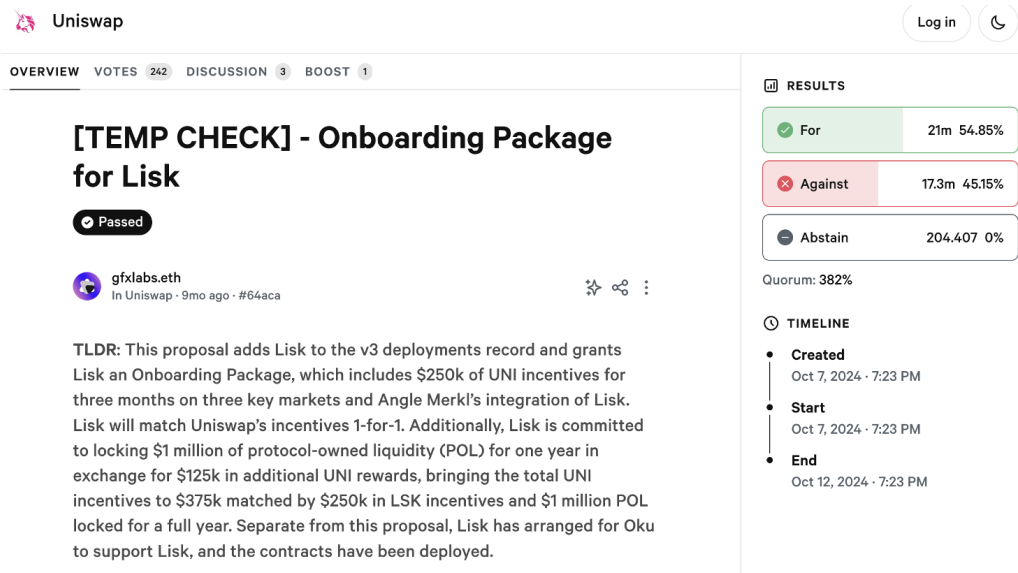 Uniswap
Log in
OVERVIEW VOTES 242 DISCUSSION 3 BOOST 1
[TEMP CHECK] - Onboarding Package
for Lisk
Passed
gfxlabs.eth
In Uniswap · 9mo ago · #64aca
TLDR: This proposal adds Lisk to the v3 deployments record and grants
Lisk an Onboarding Package, which includes $250k of UNI incentives for
three months on three key markets and Angle Merkl’s integration of Lisk.
Lisk will match Uniswap’s incentives 1-for-1. Additionally, Lisk is committed
to locking $1 million of protocol-owned liquidity (POL) for one year in
exchange for $125k in additional UNI rewards, bringing the total UNI
incentives to $375k matched by $250k in LSK incentives and $1 million POL
locked for a full year. Separate from this proposal, Lisk has arranged for Oku
to support Lisk, and the contracts have been deployed.
RESULTS
For 21m 54.85%
Against 17.3m 45.15%
Abstain 204.407 0%
Quorum: 382%
TIMELINE
Created
Oct 7, 2024 · 7:23 PM
Start
Oct 7, 2024 · 7:23 PM
End
Oct 12, 2024 · 7:23 PM